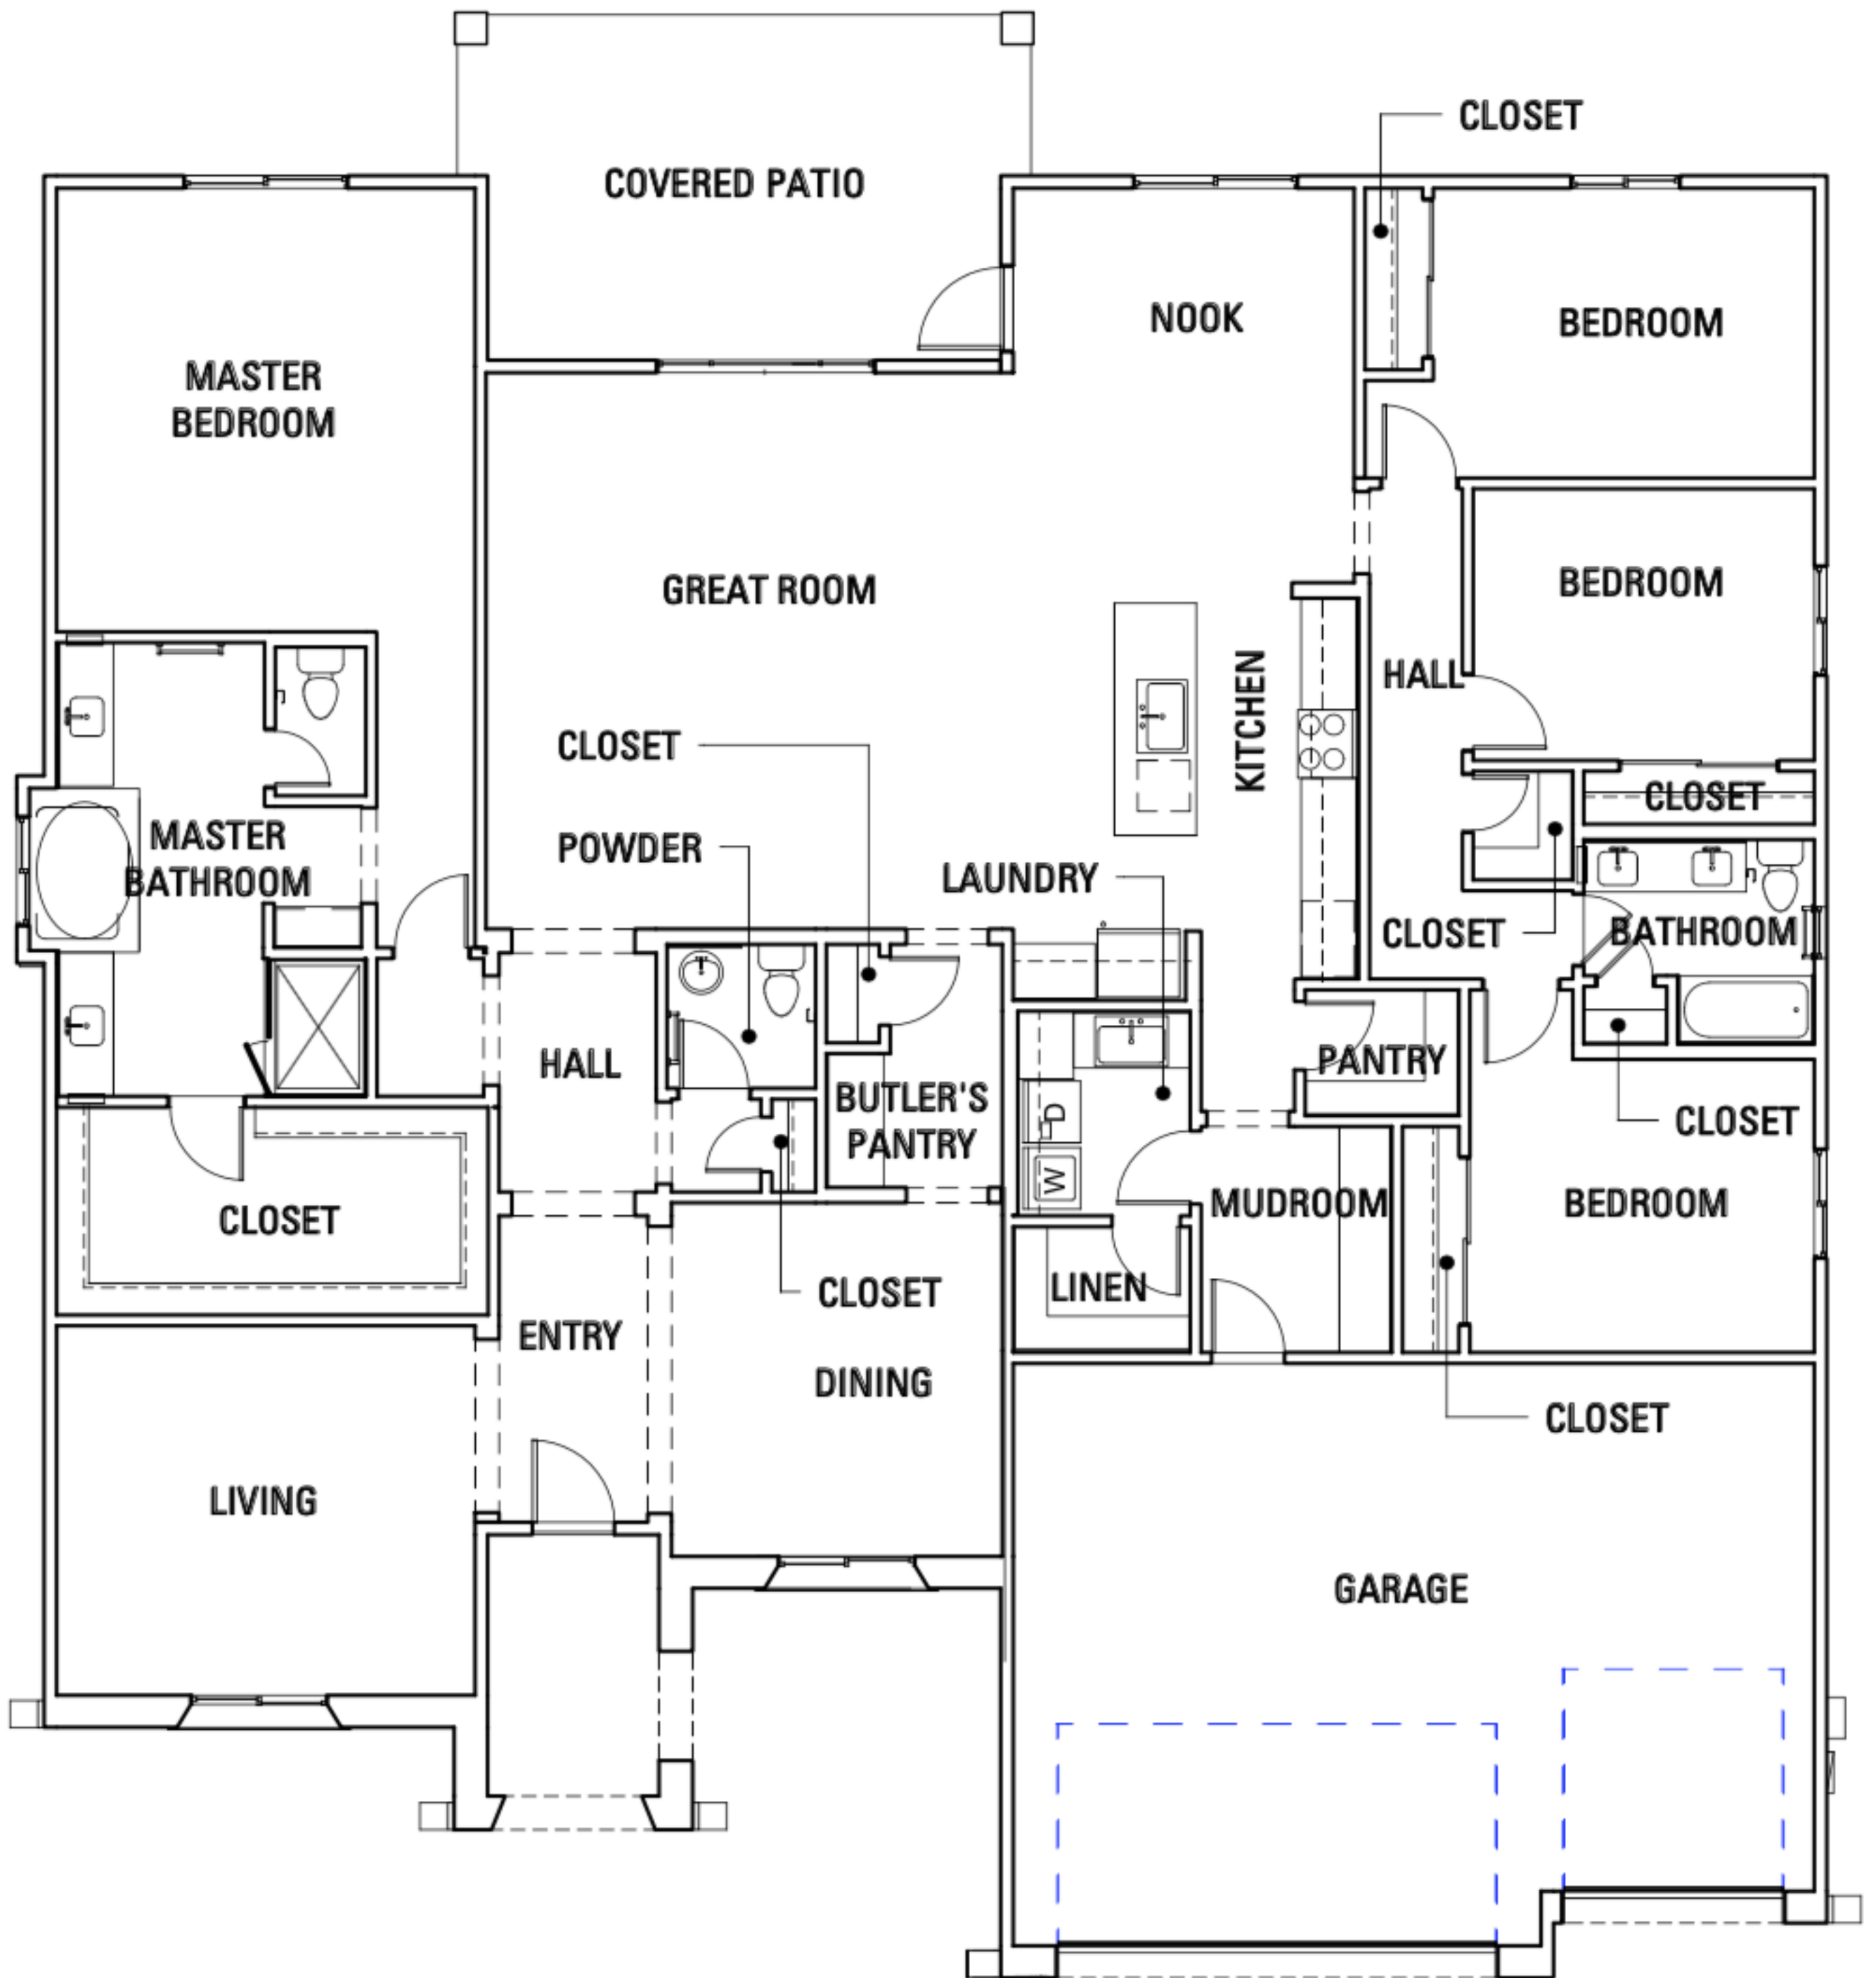 CLOSET
COVERED PATIO
NOOK
BEDROOM
MASTER
BEDROOM
GREAT ROOM
BEDROOM
KITCHEN
HALL
CLOSET
CLOSET
MASTER
BATHROOM
POWDER
LAUNDRY
CLOSET
BATHROOM
HALL
PANTRY
BUTLER'S
PANTRY
D
W
CLOSET
CLOSET
MUDROOM
BEDROOM
LINEN
CLOSET
ENTRY
DINING
CLOSET
LIVING
GARAGE